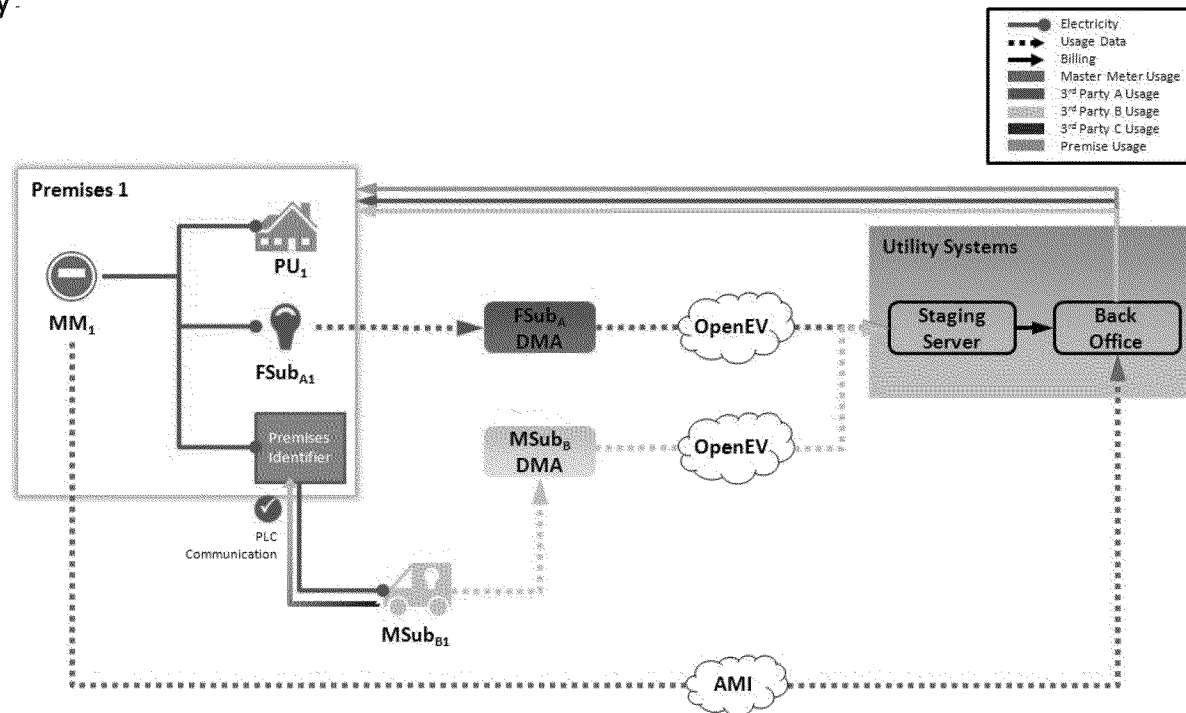 y -
Electricity
Usage Data
Billing
Master Meter Usage
3rd Party A Usage
3rd Party B Usage
3rd Party C Usage
Premise Usage
Premises 1
PU1
MM1
FSubA1
Premises
Identifier
PLC
Communication
MSubB1
FSubA
DMA
OpenEV
MSubB
DMA
OpenEV
Utility Systems
Staging
Server
Back
Office
AMI